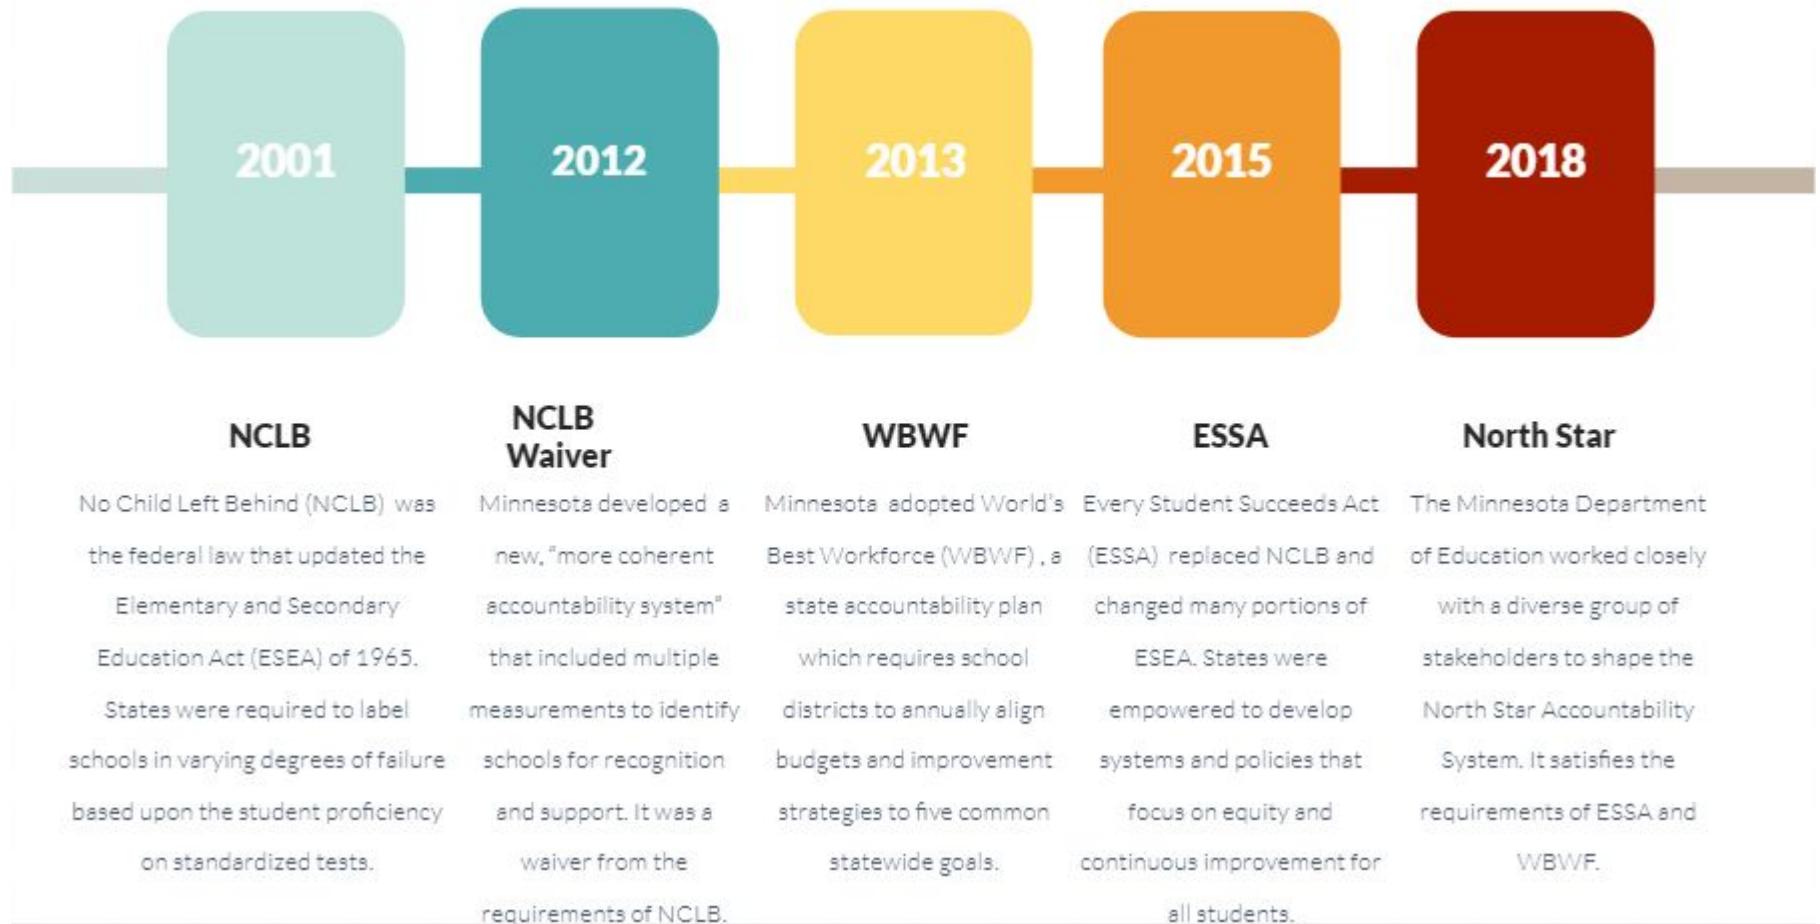 2001
2012
2013
2015
2018
NCLB
No Child Left Behind (NCLB) was
the federal law that updated the
Elementary and Secondary
Education Act (ESEA) of 1965.
States were required to label
schools in varying degrees of failure
based upon the student proficiency
on standardized tests.
NCLB
Waiver
Minnesota developed a
new, “more coherent
accountability system”
that included multiple
measurements to identify
schools for recognition
and support. It was a
waiver from the
requirements of NCLB.
WBWF
Minnesota adopted World's
Best Workforce (WBWF) , a
state accountability plan
which requires school
districts to annually align
budgets and improvement
strategies to five common
statewide goals.
ESSA
Every Student Succeeds Act
(ESSA) replaced NCLB and
changed many portions of
ESEA. States were
empowered to develop
systems and policies that
focus on equity and
continuous improvement for
all students.
North Star
The Minnesota Department
of Education worked closely
with a diverse group of
stakeholders to shape the
North Star Accountability
System. It satisfies the
requirements of ESSA and
WBWF.